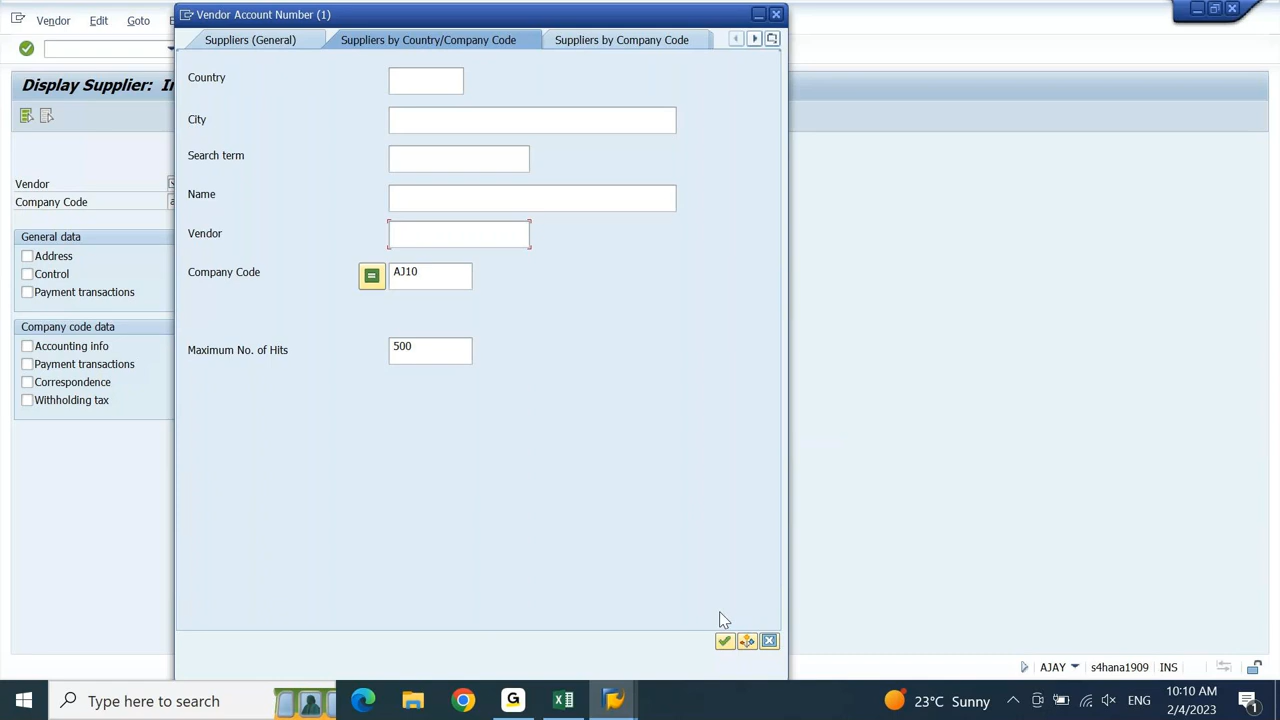 Vendor Edit Goto
Vendor Account Number (1)
Suppliers (General) Suppliers by Country/Company Code Suppliers by Company Code
Display Supplier:
Country
City
Search term
Name
Vendor
Company Code AJ10
Maximum No. of Hits 500
Vendor
Company Code
General data
Address
Control
Payment transactions
Company code data
Accounting info
Payment transactions
Correspondence
Withholding tax
AJAY s4hana1909 INS
Type here to search
23°C Sunny
ENG
10:10 AM
2/4/2023
1